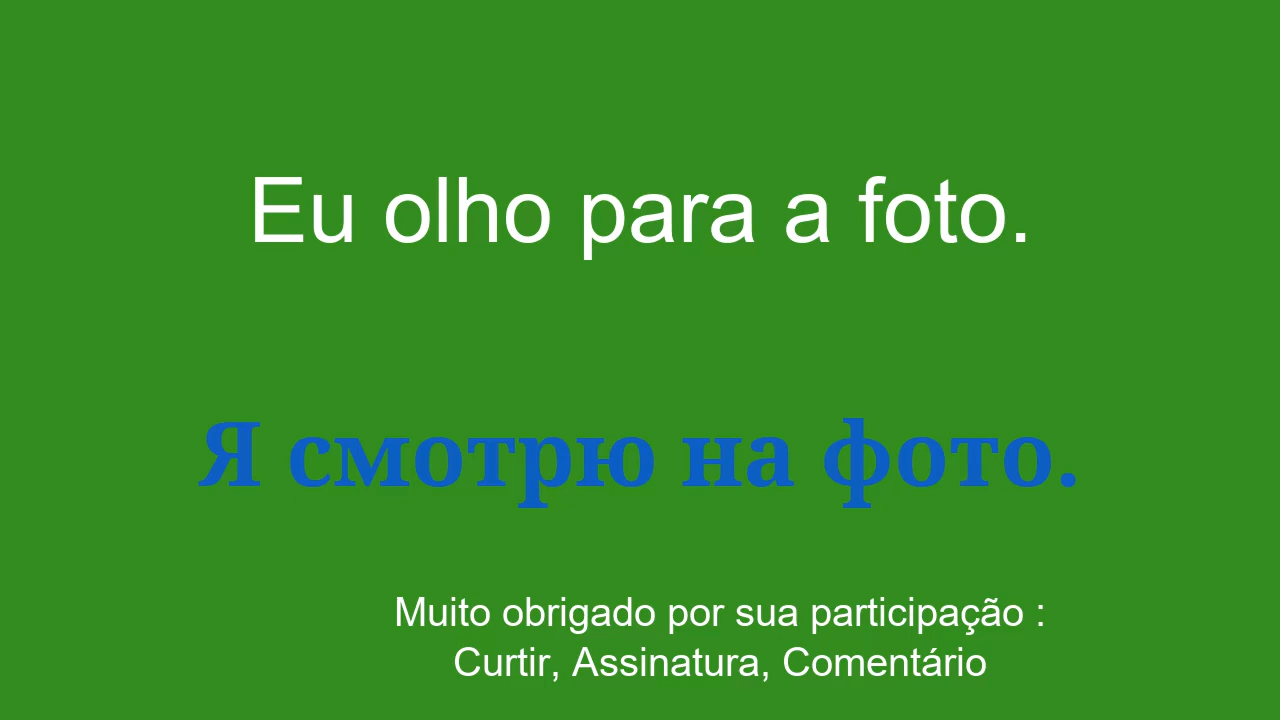 Eu olho para a foto.
Я смотрю на фото.
Muito obrigado por sua participação :
Curtir, Assinatura, Comentário